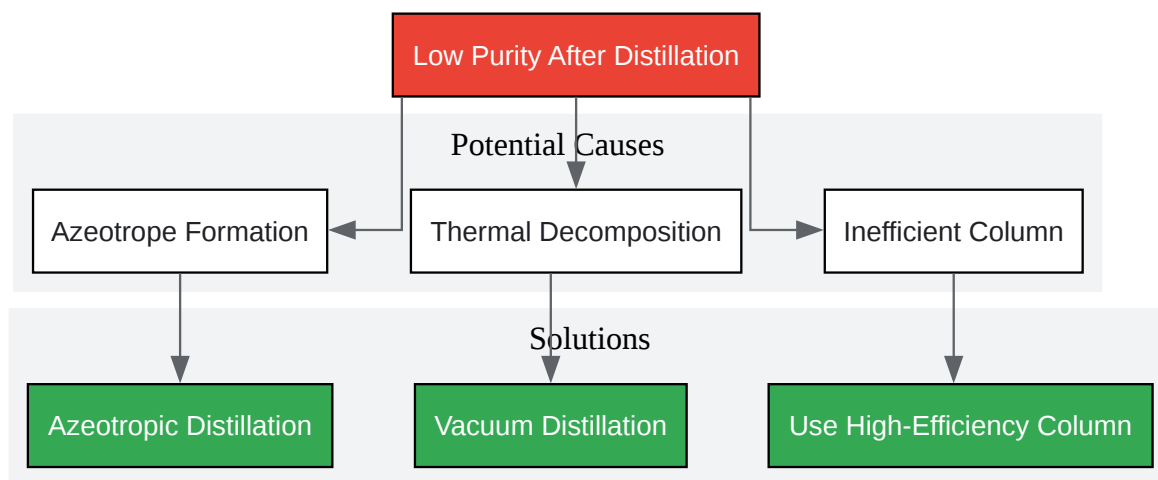 Low Purity After Distillation
Potential Causes
Azeotrope Formation
Thermal Decomposition
Inefficient Column
Solutions
Azeotropic Distillation
Vacuum Distillation
Use High-Efficiency Column